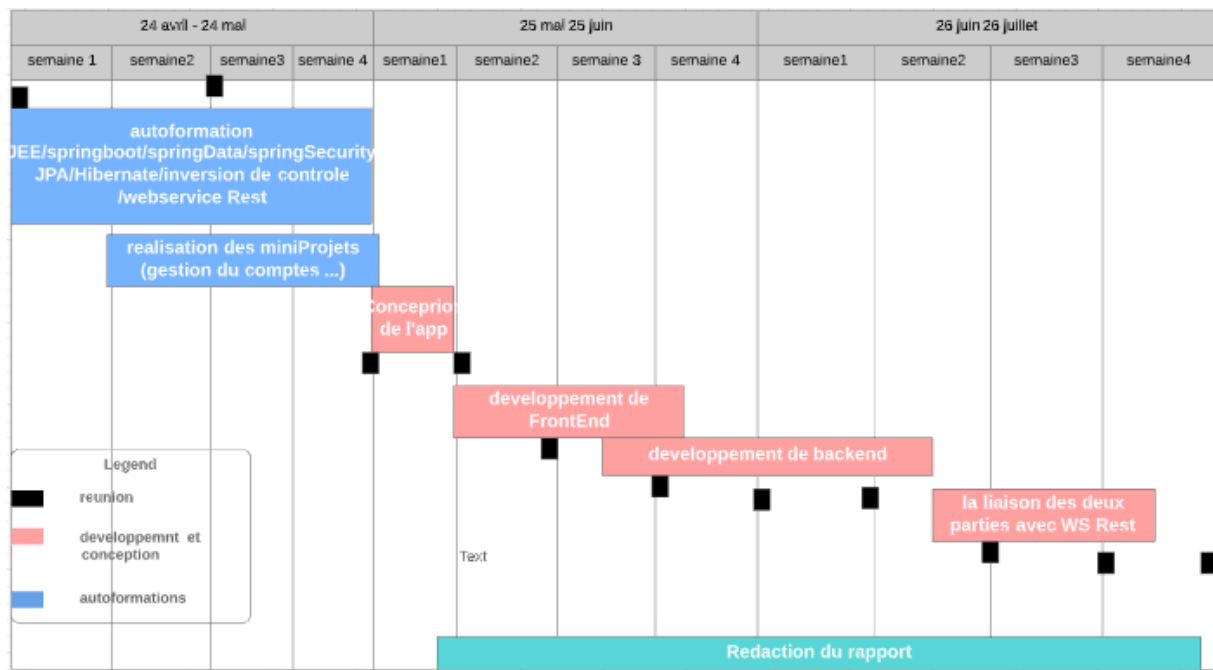 24 avril - 24 mai
25 mai 25 juin
26 juin 26 juillet
semaine 1
semaine2
semaine3
semaine 4
semaine1
semaine2
semaine 3
semaine 4
semaine1
semaine2
semaine3
semaine4
autoformation
JEE/springboot/springData/springSecurity
JPA/Hibernate/inversion de controle
/webservice Rest
realisation des miniProjets
(gestion du comptes ...)
Conceprion
de l'app
developpement de
FrontEnd
developpement de backend
la liaison des deux
parties avec WS Rest
Legend
reunion
developpemnt et
conception
autoformations
Text
Redaction du rapport